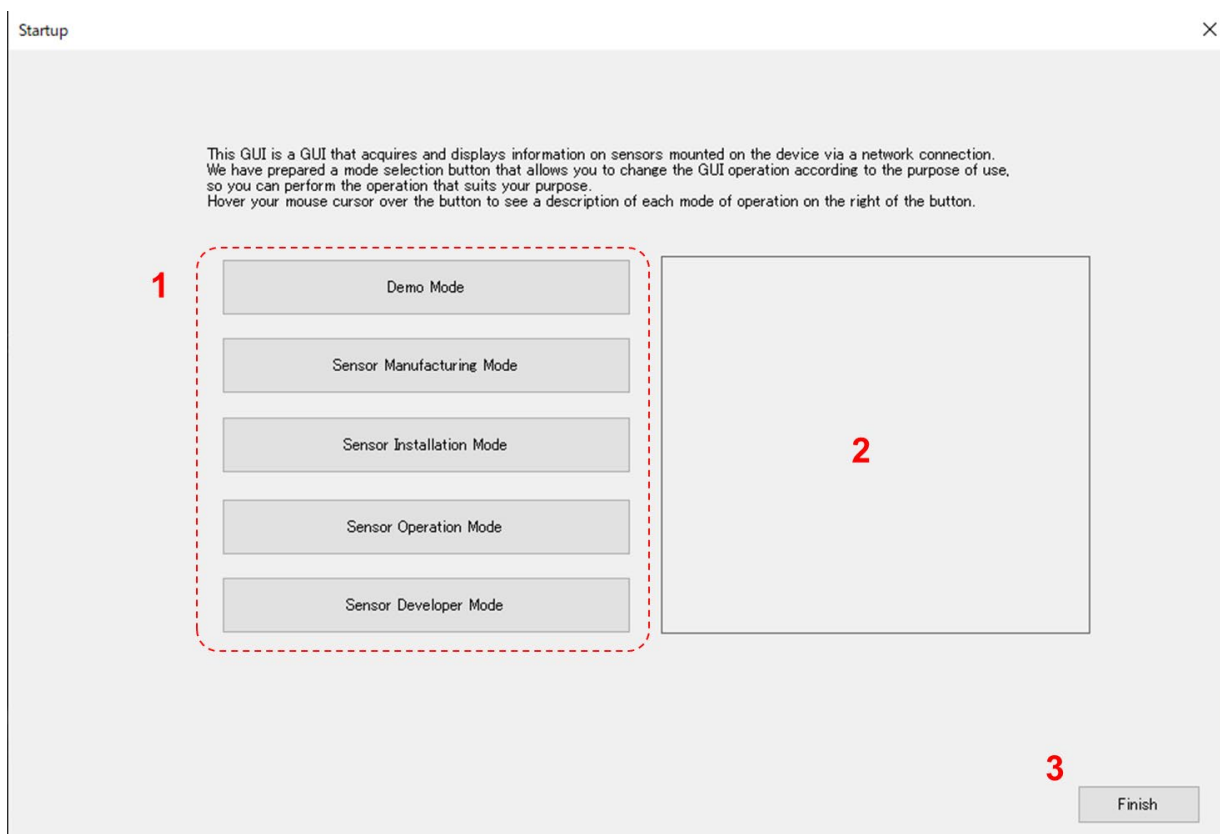 Startup
This GUI is a GUI that acquires and displays information on sensors mounted on the device via a network connection.
We have prepared a mode selection button that allows you to change the GUI operation according to the purpose of use,
so you can perform the operation that suits your purpose.
Hover your mouse cursor over the button to see a description of each mode of operation on the right of the button.
1
Demo Mode
Sensor Manufacturing Mode
Sensor Installation Mode
2
Sensor Operation Mode
Sensor Developer Mode
3
Finish